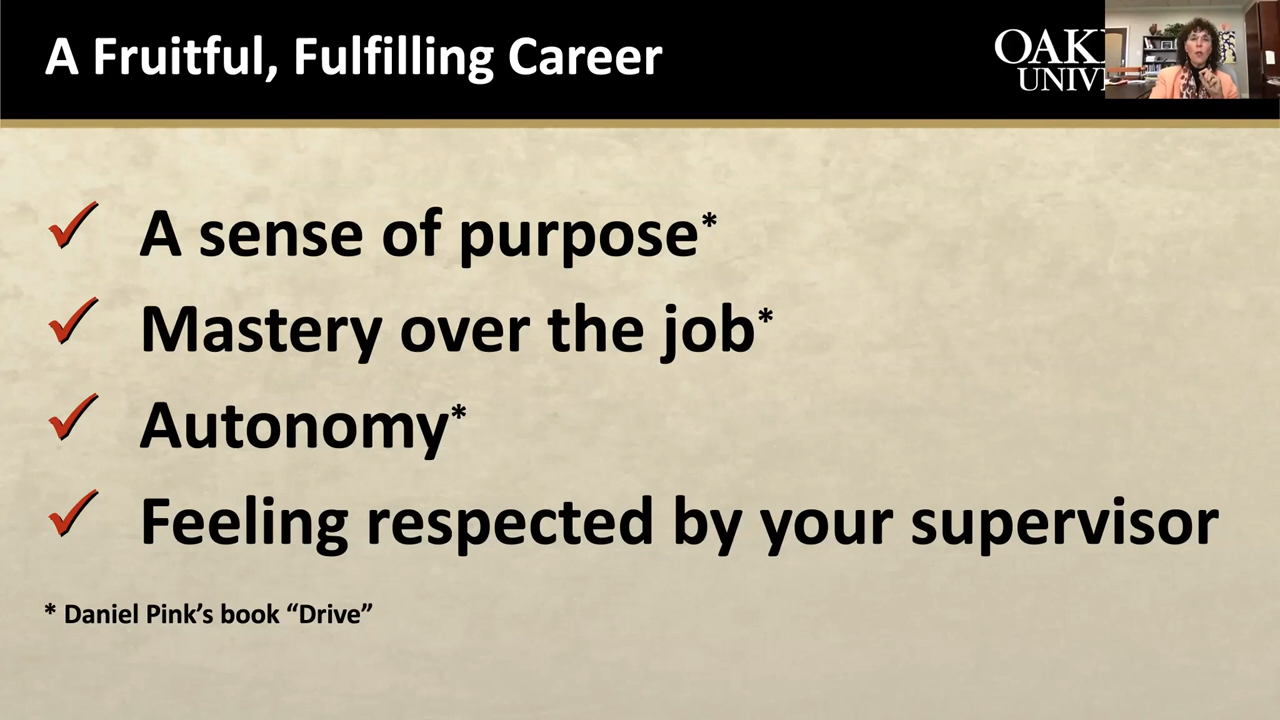 A Fruitful, Fulfilling Career
✓ A sense of purpose*
✓ Mastery over the job*
✓ Autonomy*
✓ Feeling respected by your supervisor
* Daniel Pink’s book “Drive”